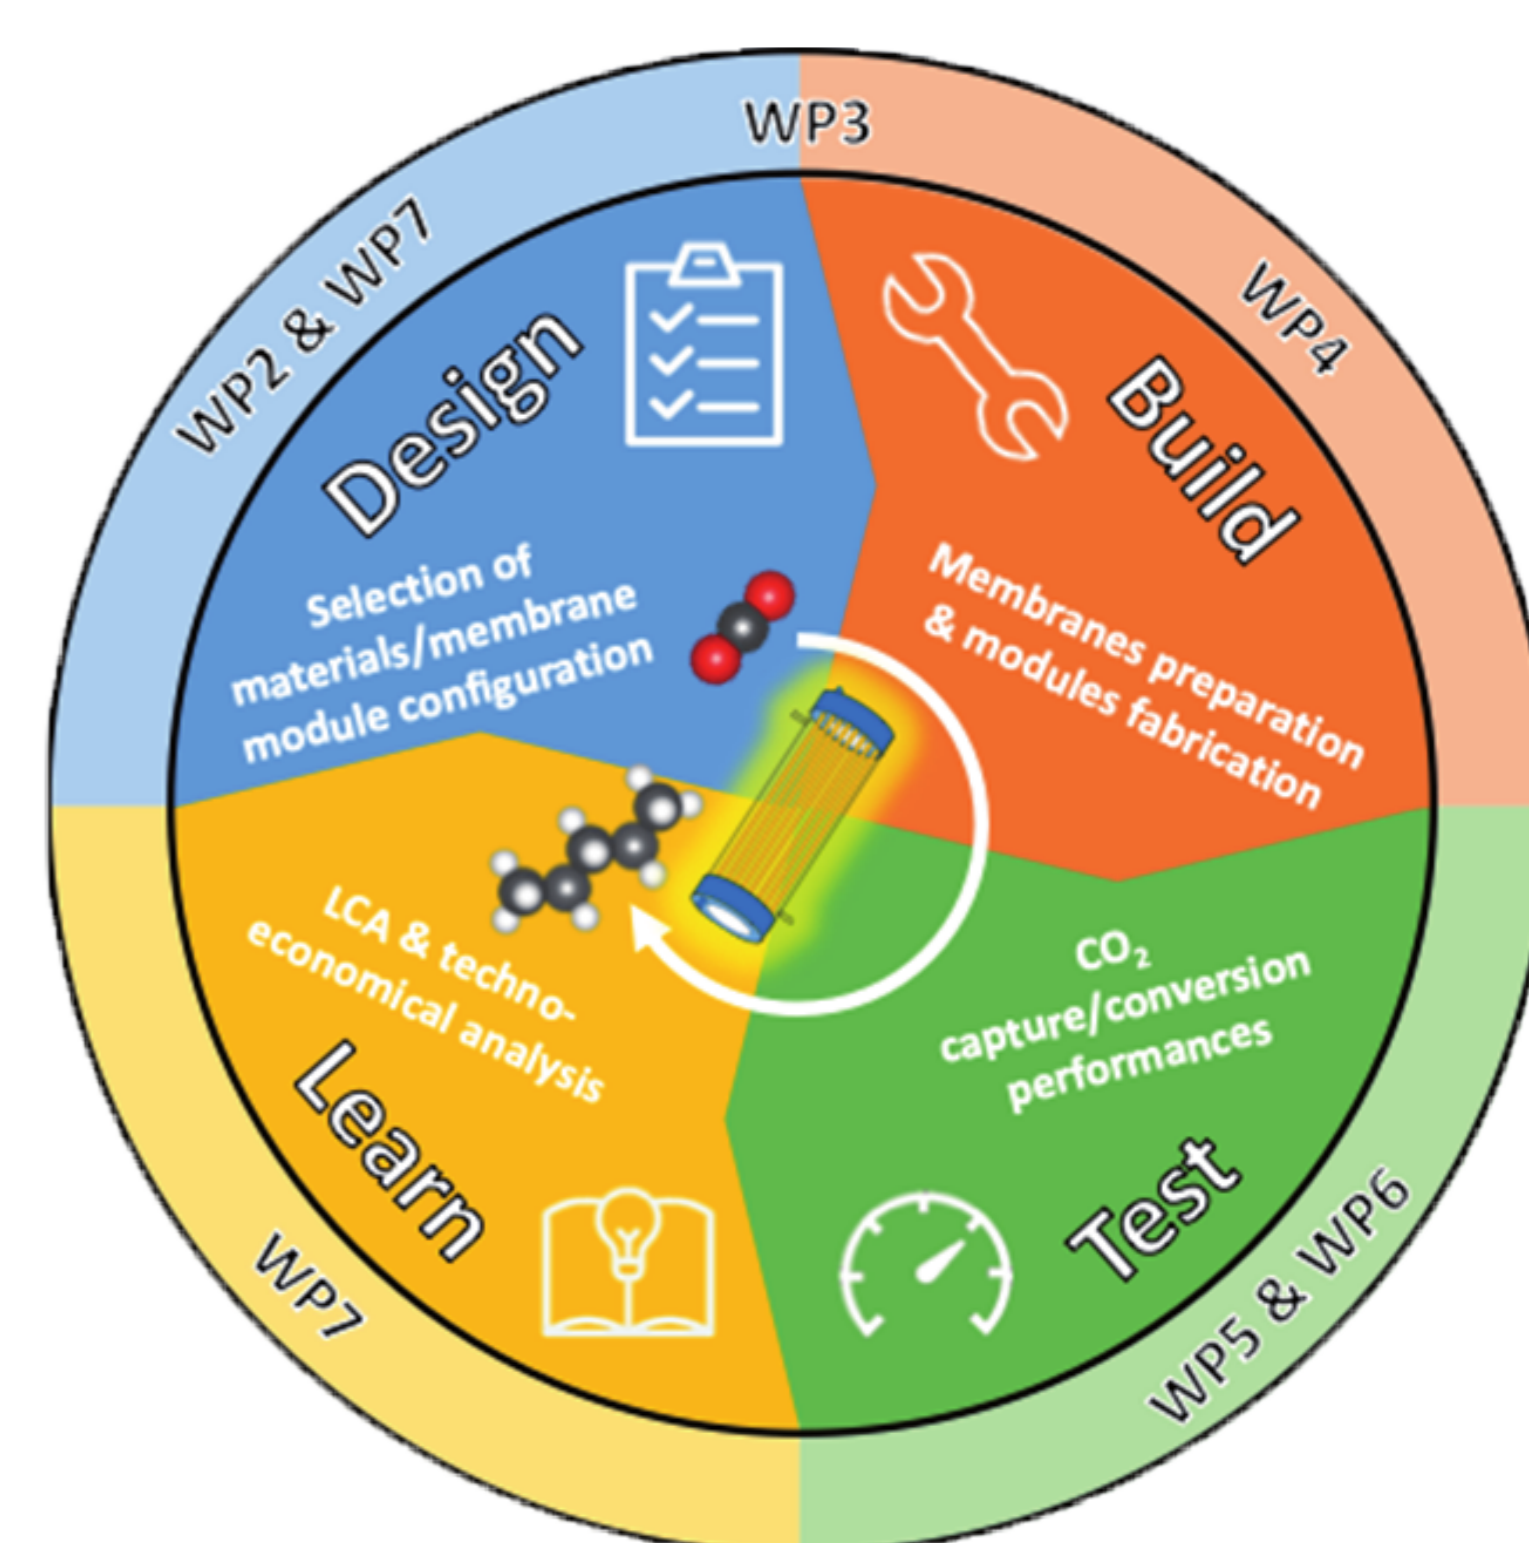 WP3
WP2 & WP7
WP4
Design
Build
Selection of
materials/membrane
module configuration
Membranes preparation
& modules fabrication
LCA & techno-
economical analysis
CO₂
capture/conversion
performances
Learn
Test
WP7
WP5 & WP6